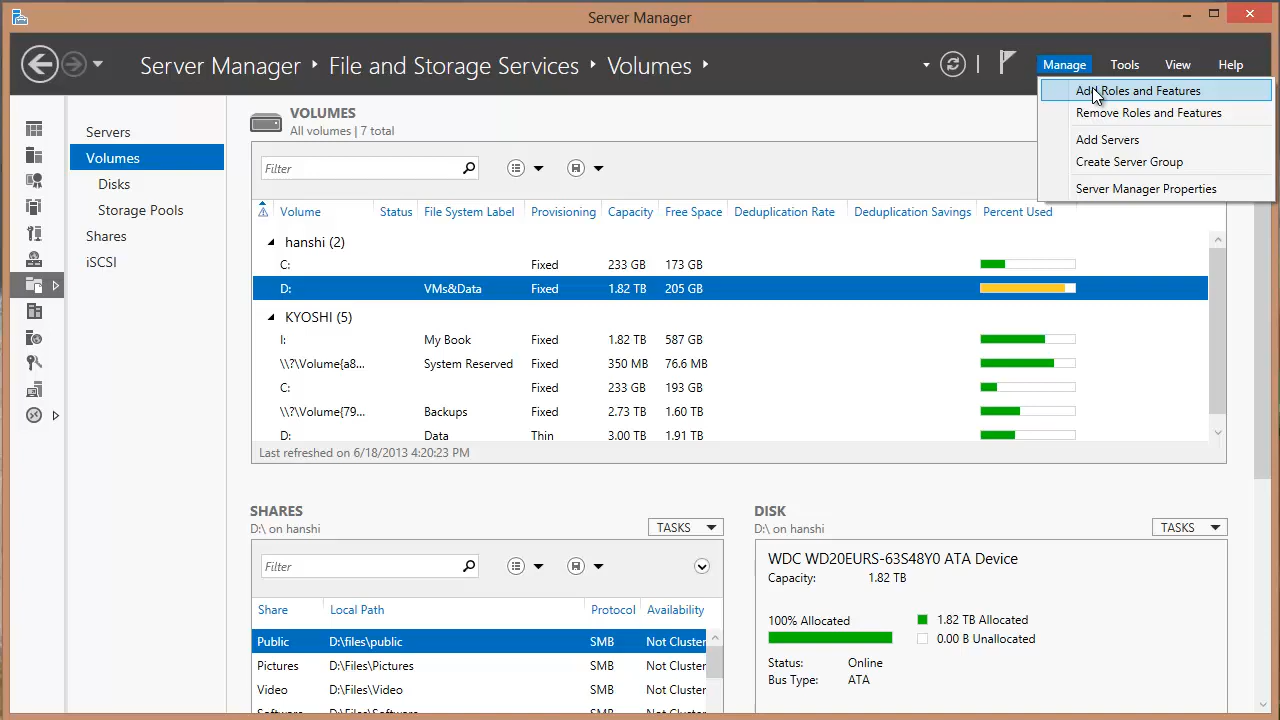 Server Manager
Server Manager ‣ File and Storage Services ‣ Volumes ‣
Manage Tools View Help
Add Roles and Features
Remove Roles and Features
Add Servers
Create Server Group
Server Manager Properties
Servers
Volumes
Disks
Storage Pools
Shares
iSCSI
VOLUMES
All volumes | 7 total
Filter
Volume Status File System Label Provisioning Capacity Free Space Deduplication Rate Deduplication Savings Percent Used
hanshi (2)
C: Fixed 233 GB 173 GB
D: VMs&Data Fixed 1.82 TB 205 GB
KYOSHI (5)
I: My Book Fixed 1.82 TB 587 GB
\\?\Volume{a8... System Reserved Fixed 350 MB 76.6 MB
C: Fixed 233 GB 193 GB
\\?\Volume{79... Backups Fixed 2.73 TB 1.60 TB
D: Data Thin 3.00 TB 1.91 TB
Last refreshed on 6/18/2013 4:20:23 PM
SHARES
D:\ on hanshi
TASKS
Filter
Share Local Path Protocol Availability
Public D:\files\public SMB Not Cluster
Pictures D:\Files\Pictures SMB Not Cluster
Video D:\Files\Video SMB Not Cluster
Software D:\Files\Software SMB Not Cluster
DISK
D:\ on hanshi
TASKS
WDC WD20EURS-63S48Y0 ATA Device
Capacity: 1.82 TB
100% Allocated
1.82 TB Allocated
0.00 B Unallocated
Status: Online
Bus Type: ATA